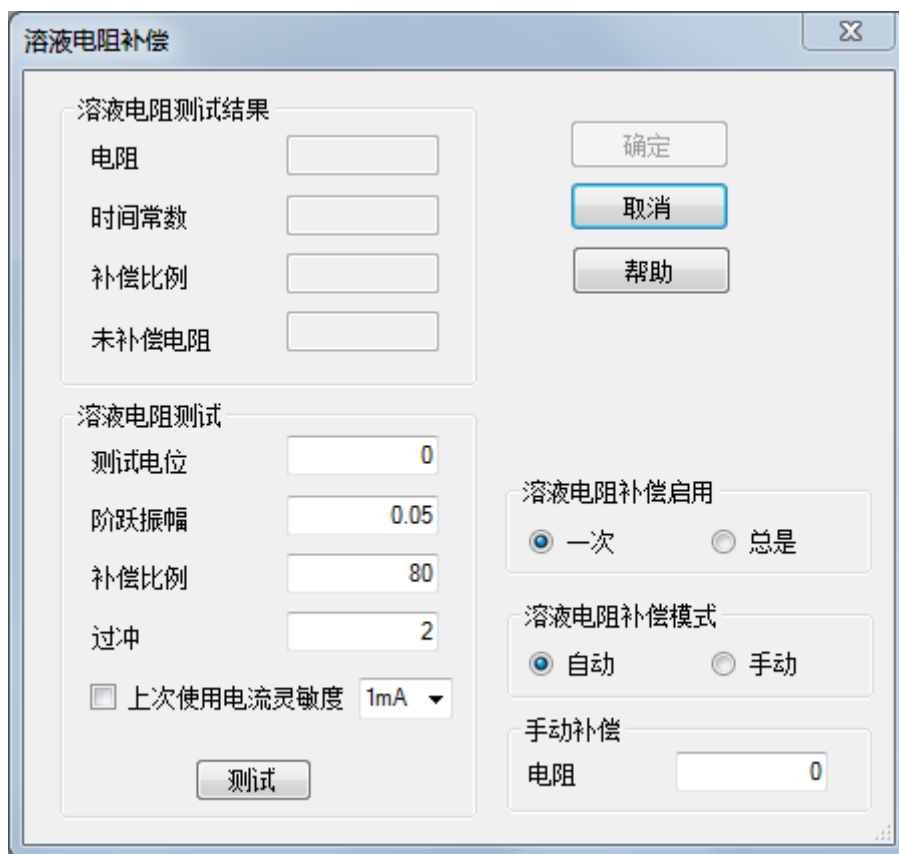 溶液电阻补偿
溶液电阻测试结果
电阻
时间常数
补偿比例
未补偿电阻
确定
取消
帮助
溶液电阻测试
测试电位 0
阶跃振幅 0.05
补偿比例 80
过冲 2
上次使用电流灵敏度 1mA
测试
溶液电阻补偿启用
一次 总是
溶液电阻补偿模式
自动 手动
手动补偿
电阻 0